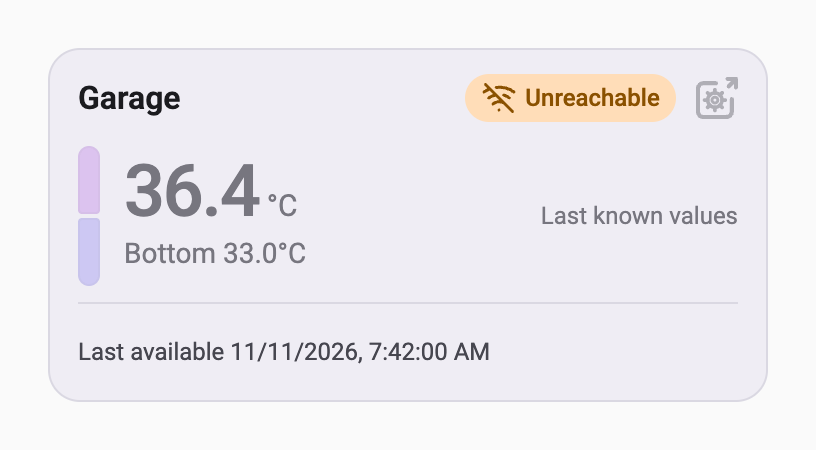 Garage
Unreachable
36.4 °C
Last known values
Bottom 33.0°C
Last available 11/11/2026, 7:42:00 AM